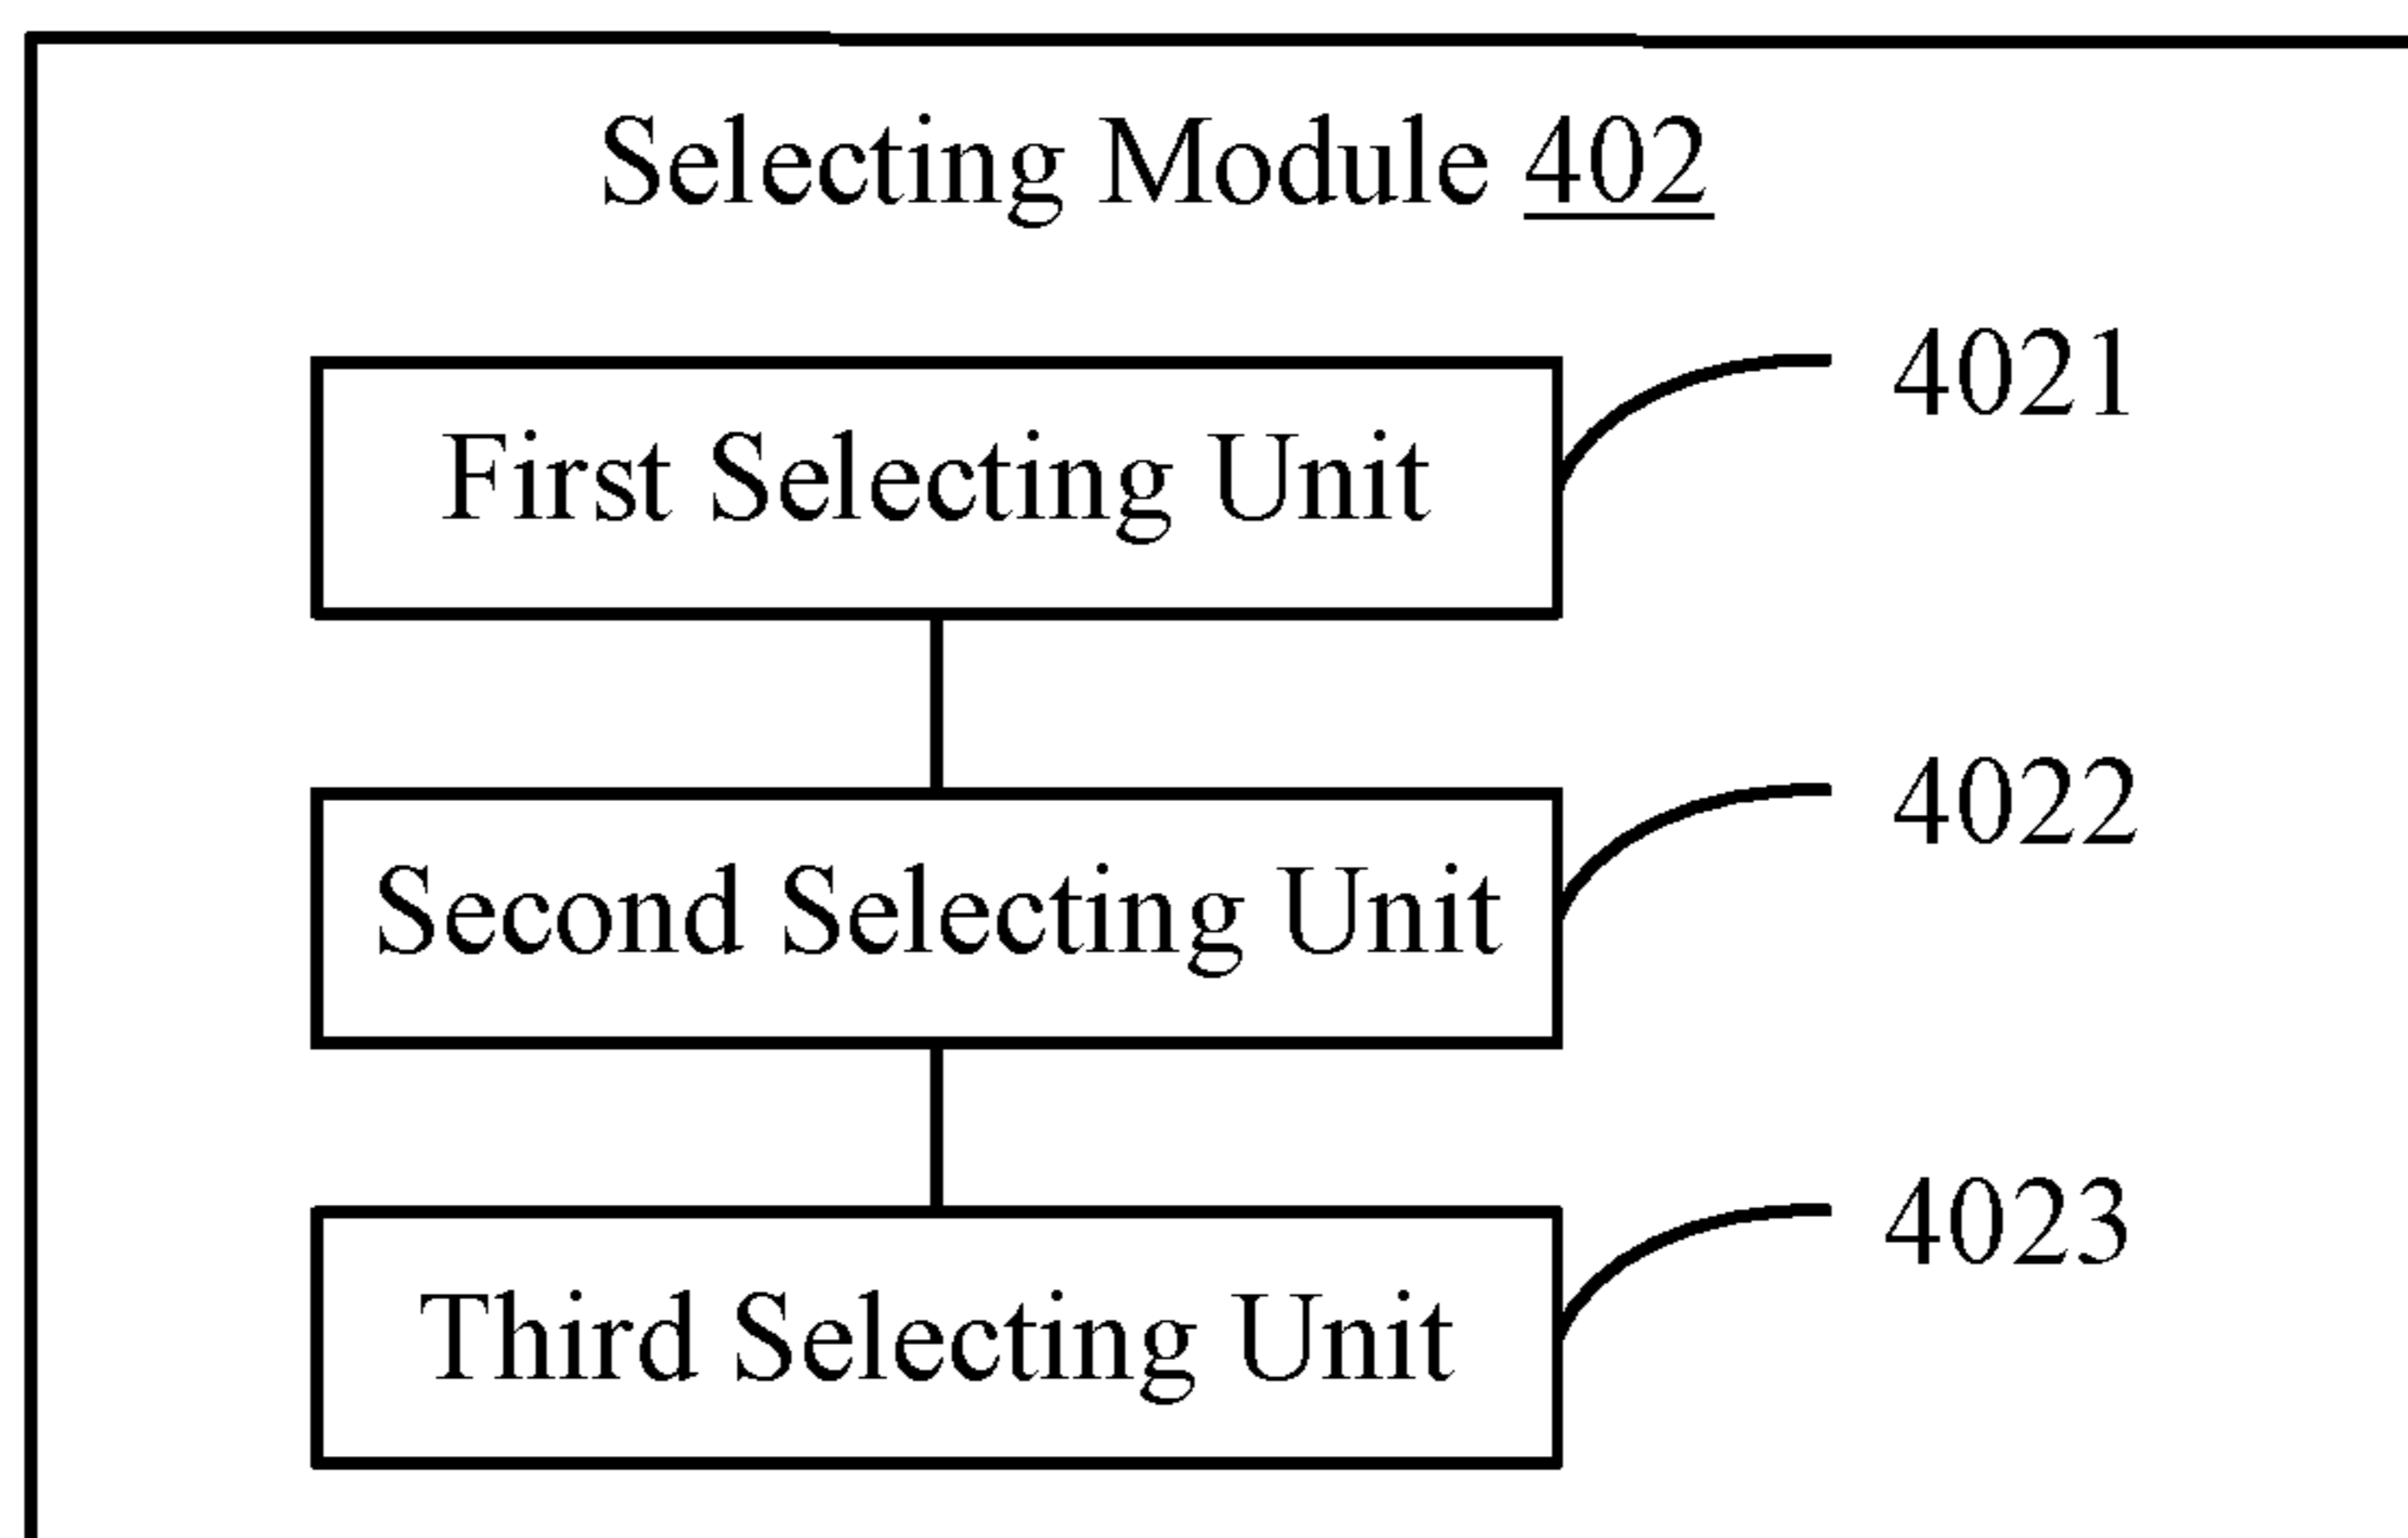 Selecting Module 402
4021
First Selecting Unit
4022
Second Selecting Unit
4023
Third Selecting Unit